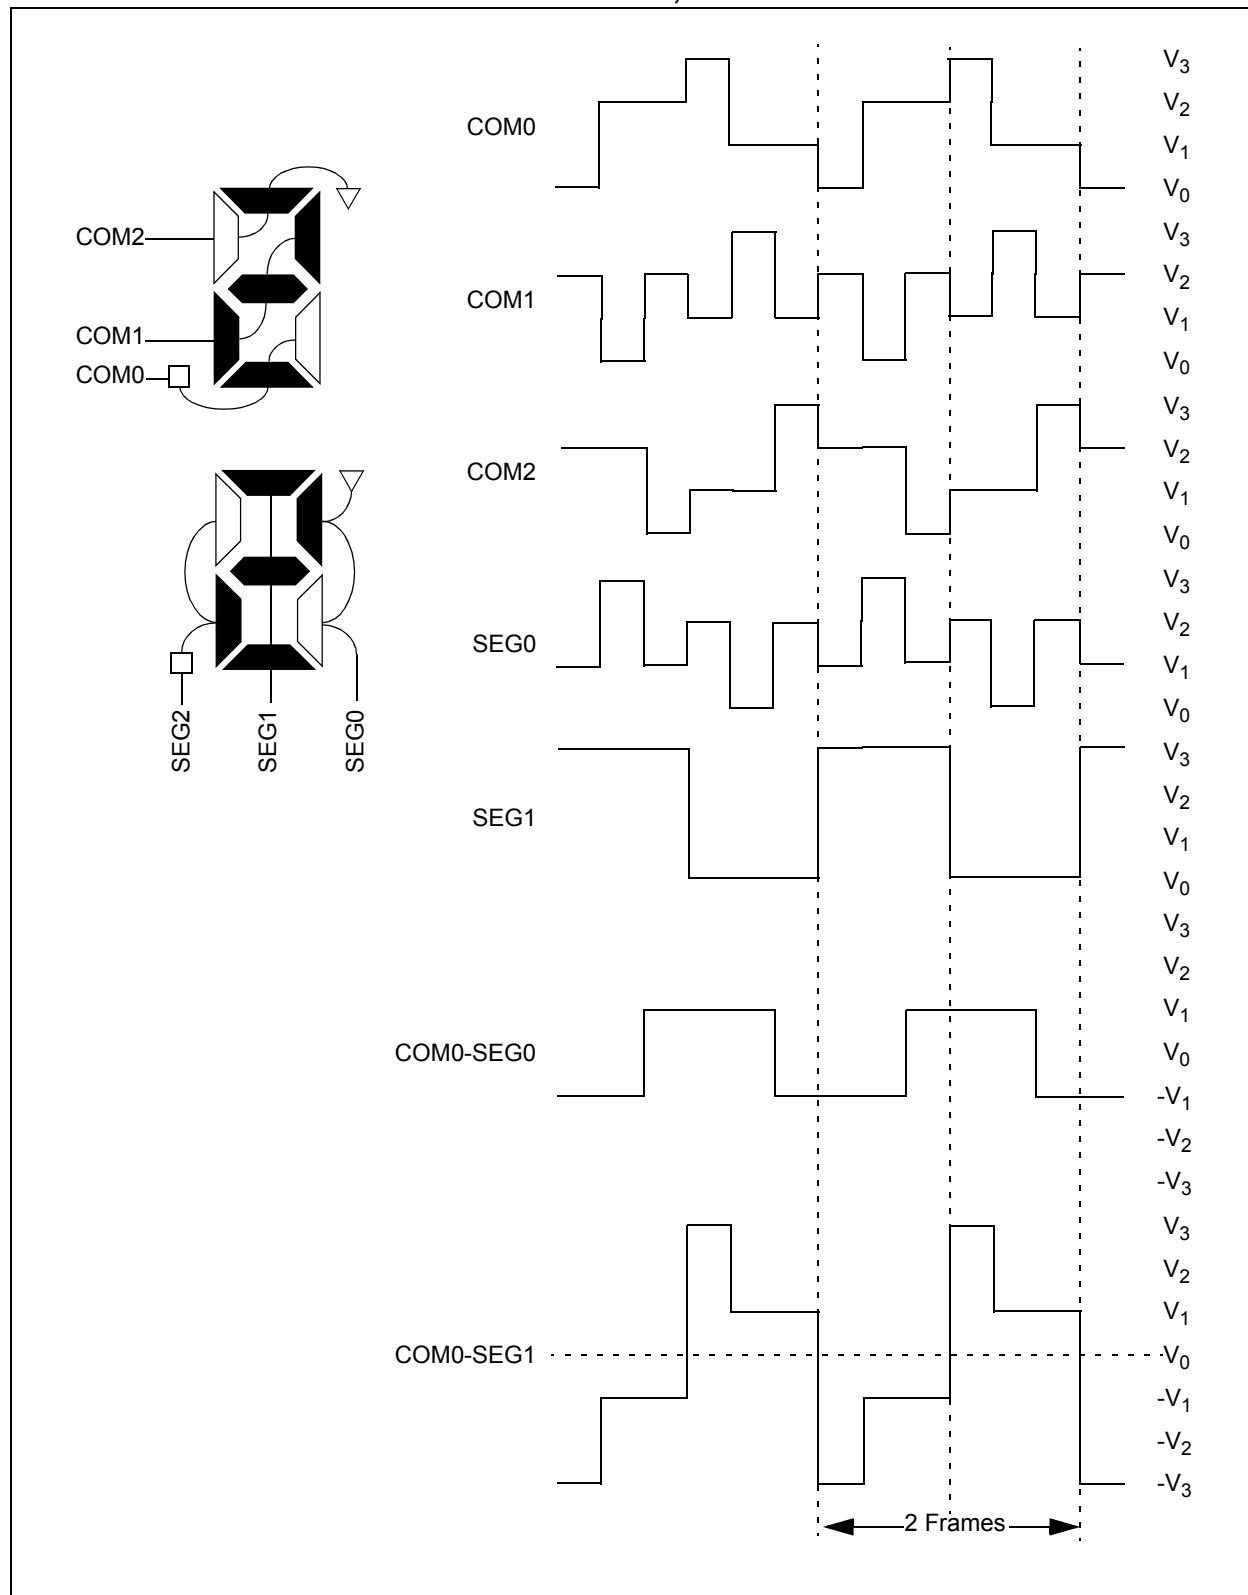 V3
V2
COM0
V1
V0
COM2
V3
V2
COM1
COM1
V1
COM0
V0
V3
V2
COM2
V1
V0
V3
V2
SEG0
V1
V0
SEG2
SEG1
SEG0
V3
V2
SEG1
V1
V0
V3
V2
V1
COM0-SEG0
V0
-V1
-V2
-V3
V3
V2
V1
COM0-SEG1
V0
-V1
-V2
-V3
2 Frames